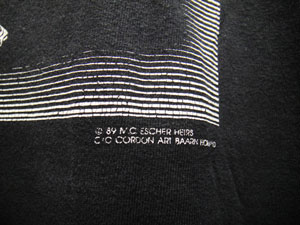 © '89 M.C. ESCHER HEIRS
C/O CORDON ART BAARN HOLLAND